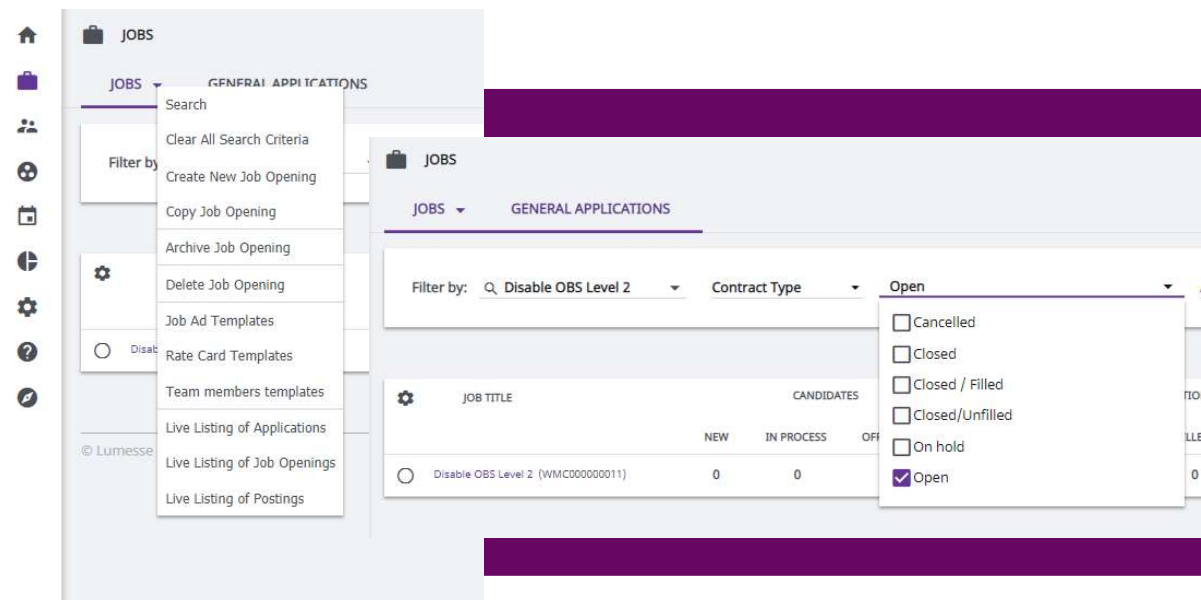 JOBS
JOBS GENERAL APPLICATIONS
Search
Clear All Search Criteria
Filter by
Create New Job Opening
Copy Job Opening
Archive Job Opening
Delete Job Opening
Job Ad Templates
Rate Card Templates
Team members templates
Live Listing of Applications
Live Listing of Job Openings
Live Listing of Postings
© Lumesse
JOBS
JOBS GENERAL APPLICATIONS
Filter by: Disable OBS Level 2 Contract Type Open
Cancelled
Closed
Closed / Filled
Closed/Unfilled
On hold
Open
JOB TITLE CANDIDATES
NEW IN PROCESS
Disable OBS Level 2 (WMC000000011) 0 0 0